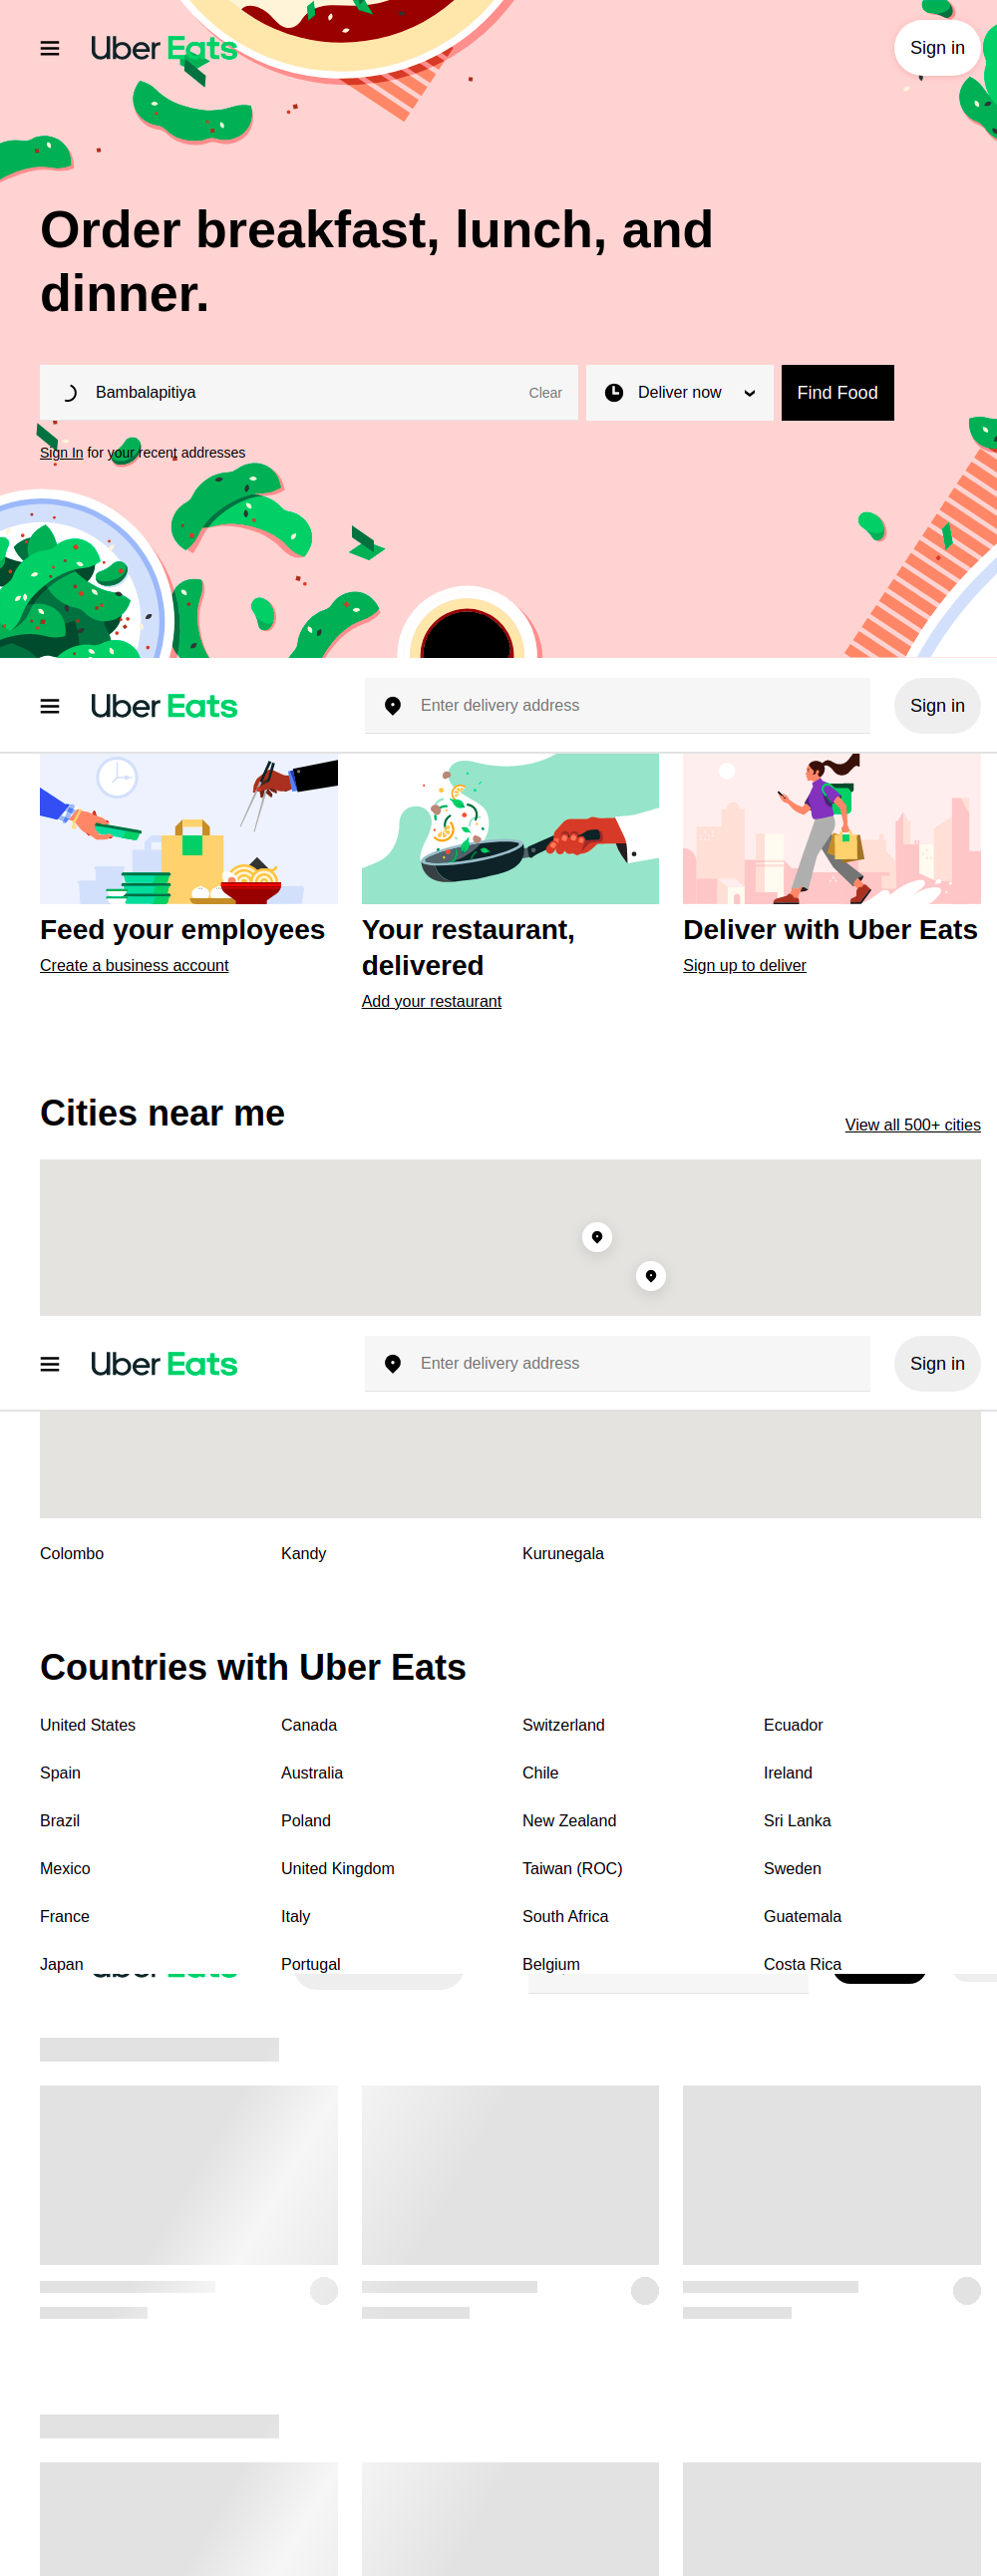 Uber Eats
Sign in
Order breakfast, lunch, and
dinner.
Bambalapitiya
Clear
Deliver now
Find Food
Sign In for your recent addresses
Uber Eats
Enter delivery address
Sign in
Feed your employees
Create a business account
Your restaurant,
delivered
Add your restaurant
Deliver with Uber Eats
Sign up to deliver
Cities near me
View all 500+ cities
Uber Eats
Enter delivery address
Sign in
Colombo
Kandy
Kurunegala
Countries with Uber Eats
United States
Canada
Switzerland
Ecuador
Spain
Australia
Chile
Ireland
Brazil
Poland
New Zealand
Sri Lanka
Mexico
United Kingdom
Taiwan (ROC)
Sweden
France
Italy
South Africa
Guatemala
Japan
Portugal
Belgium
Costa Rica